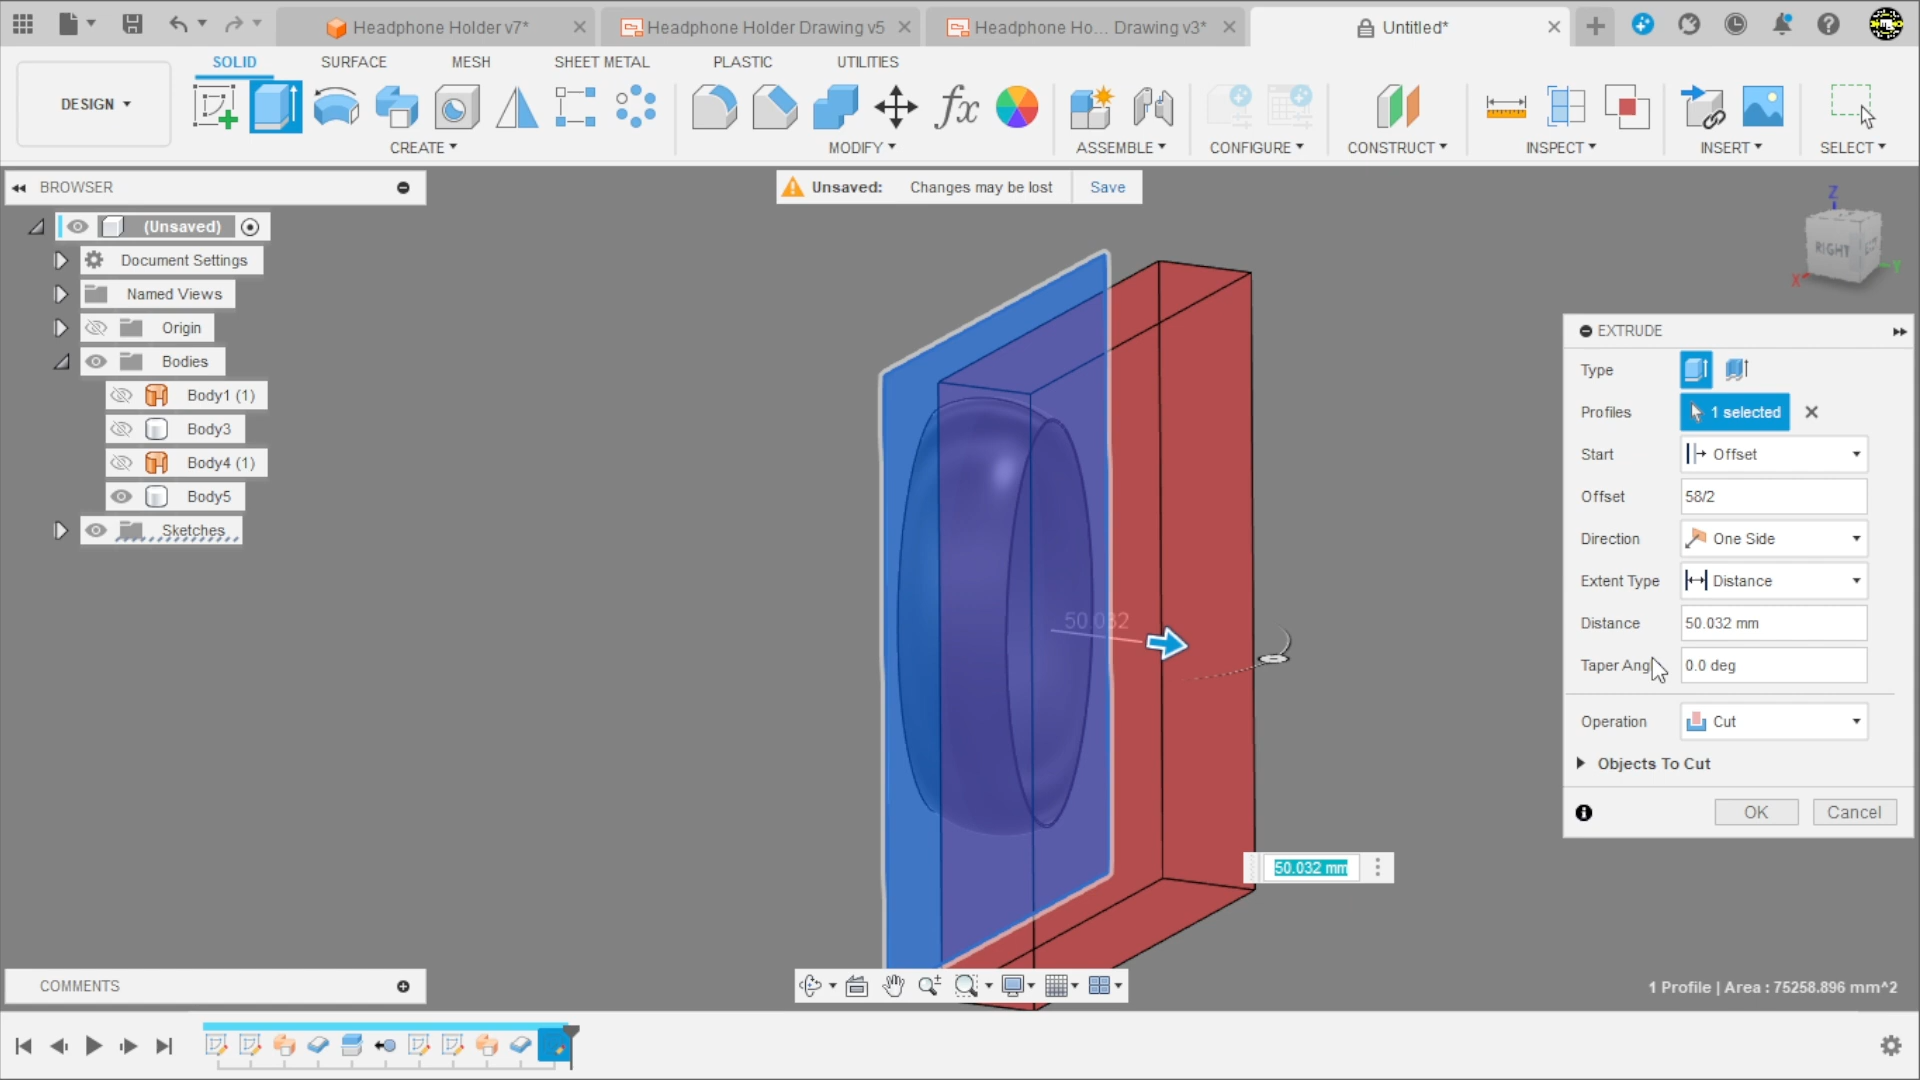 Headphone Holder v7*
Headphone Holder Drawing v5
Headphone Ho... Drawing v3*
Untitled*
SOLID
SURFACE
MESH
SHEET METAL
PLASTIC
UTILITIES
DESIGN
CREATE
MODIFY
ASSEMBLE
CONFIGURE
CONSTRUCT
INSPECT
INSERT
SELECT
BROWSER
Unsaved: Changes may be lost Save
(Unsaved)
Document Settings
Named Views
Origin
Bodies
Body1 (1)
Body3
Body4 (1)
Body5
Sketches
Z
RIGHT
X
Y
EXTRUDE
Type
Profiles 1 selected
Start Offset
Offset 58/2
Direction One Side
Extent Type Distance
Distance 50.032 mm
Taper Ang 0.0 deg
Operation Cut
Objects To Cut
OK Cancel
50.032
50.032 mm
COMMENTS
1 Profile | Area : 75258.896 mm^2